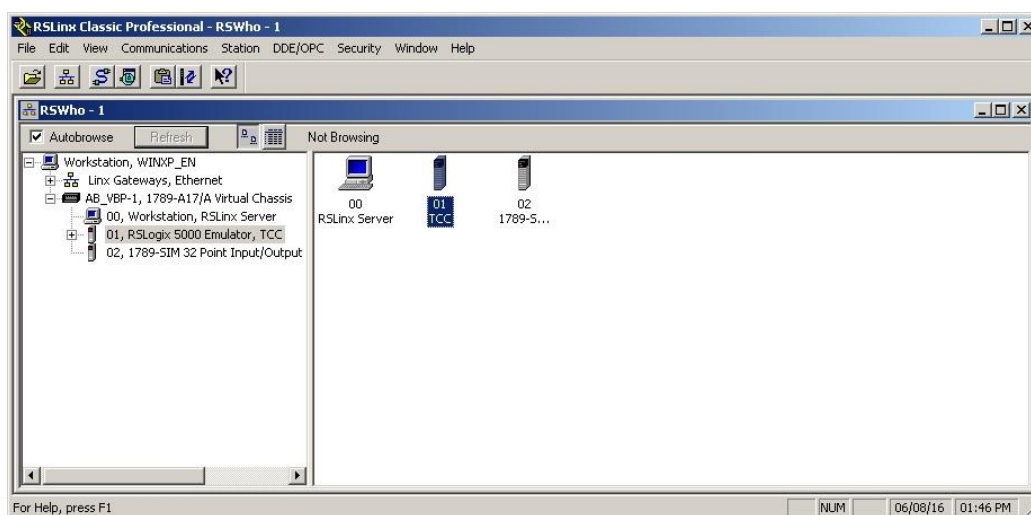 RSLinx Classic Professional - RSWho - 1
File Edit View Communications Station DDE/OPC Security Window Help
RSWho - 1
Autobrowse Refresh Not Browsing
Workstation, WINXP_EN
Linx Gateways, Ethernet
AB_VBP-1, 1789-A17/A Virtual Chassis
00, Workstation, RSLinx Server
01, RSLogix 5000 Emulator, TCC
02, 1789-SIM 32 Point Input/Output
00
RSLinx Server
01
TCC
02
1789-S...
For Help, press F1 NUM 06/08/16 01:46 PM